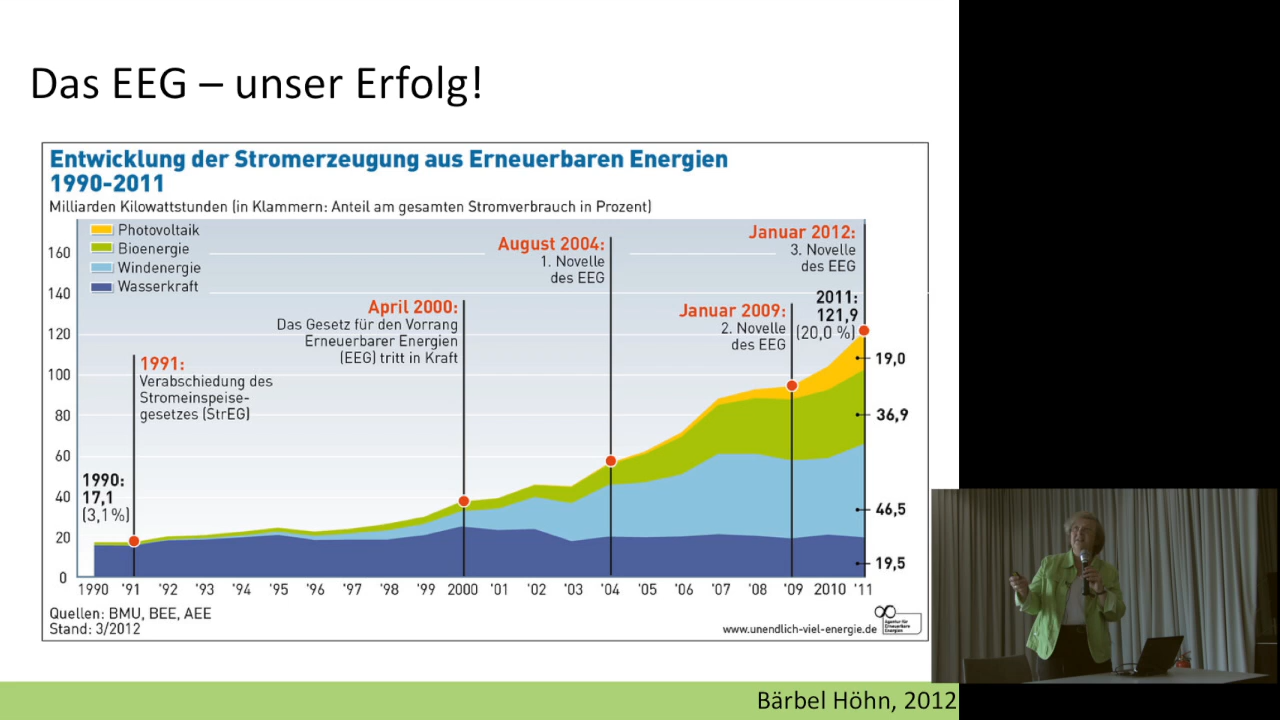 Das EEG – unser Erfolg!
Entwicklung der Stromerzeugung aus Erneuerbaren Energien
1990-2011
Milliarden Kilowattstunden (in Klammern: Anteil am gesamten Stromverbrauch in Prozent)
Photovoltaik
Bioenergie
Windenergie
Wasserkraft
160
140
120
100
80
60
40
20
0
1990:
17,1
(3,1%)
1991:
Verabschiedung des
Stromeinspeise-
gesetzes (StrEG)
April 2000:
Das Gesetz für den Vorrang
Erneuerbarer Energien
(EEG) tritt in Kraft
August 2004:
1. Novelle
des EEG
Januar 2009:
2. Novelle
des EEG
Januar 2012:
3. Novelle
des EEG
2011:
121,9
(20,0 %)
19,0
36,9
46,5
19,5
1990 '91 '92 '93 '94 '95 '96 '97 '98 '99 2000 '01 '02 '03 '04 '05 '06 '07 '08 '09 2010 '11
Quellen: BMU, BEE, AEE
Stand: 3/2012
www.unendlich-viel-energie.de
Agentur für
Erneuerbare
Energien
Bärbel Höhn, 2012